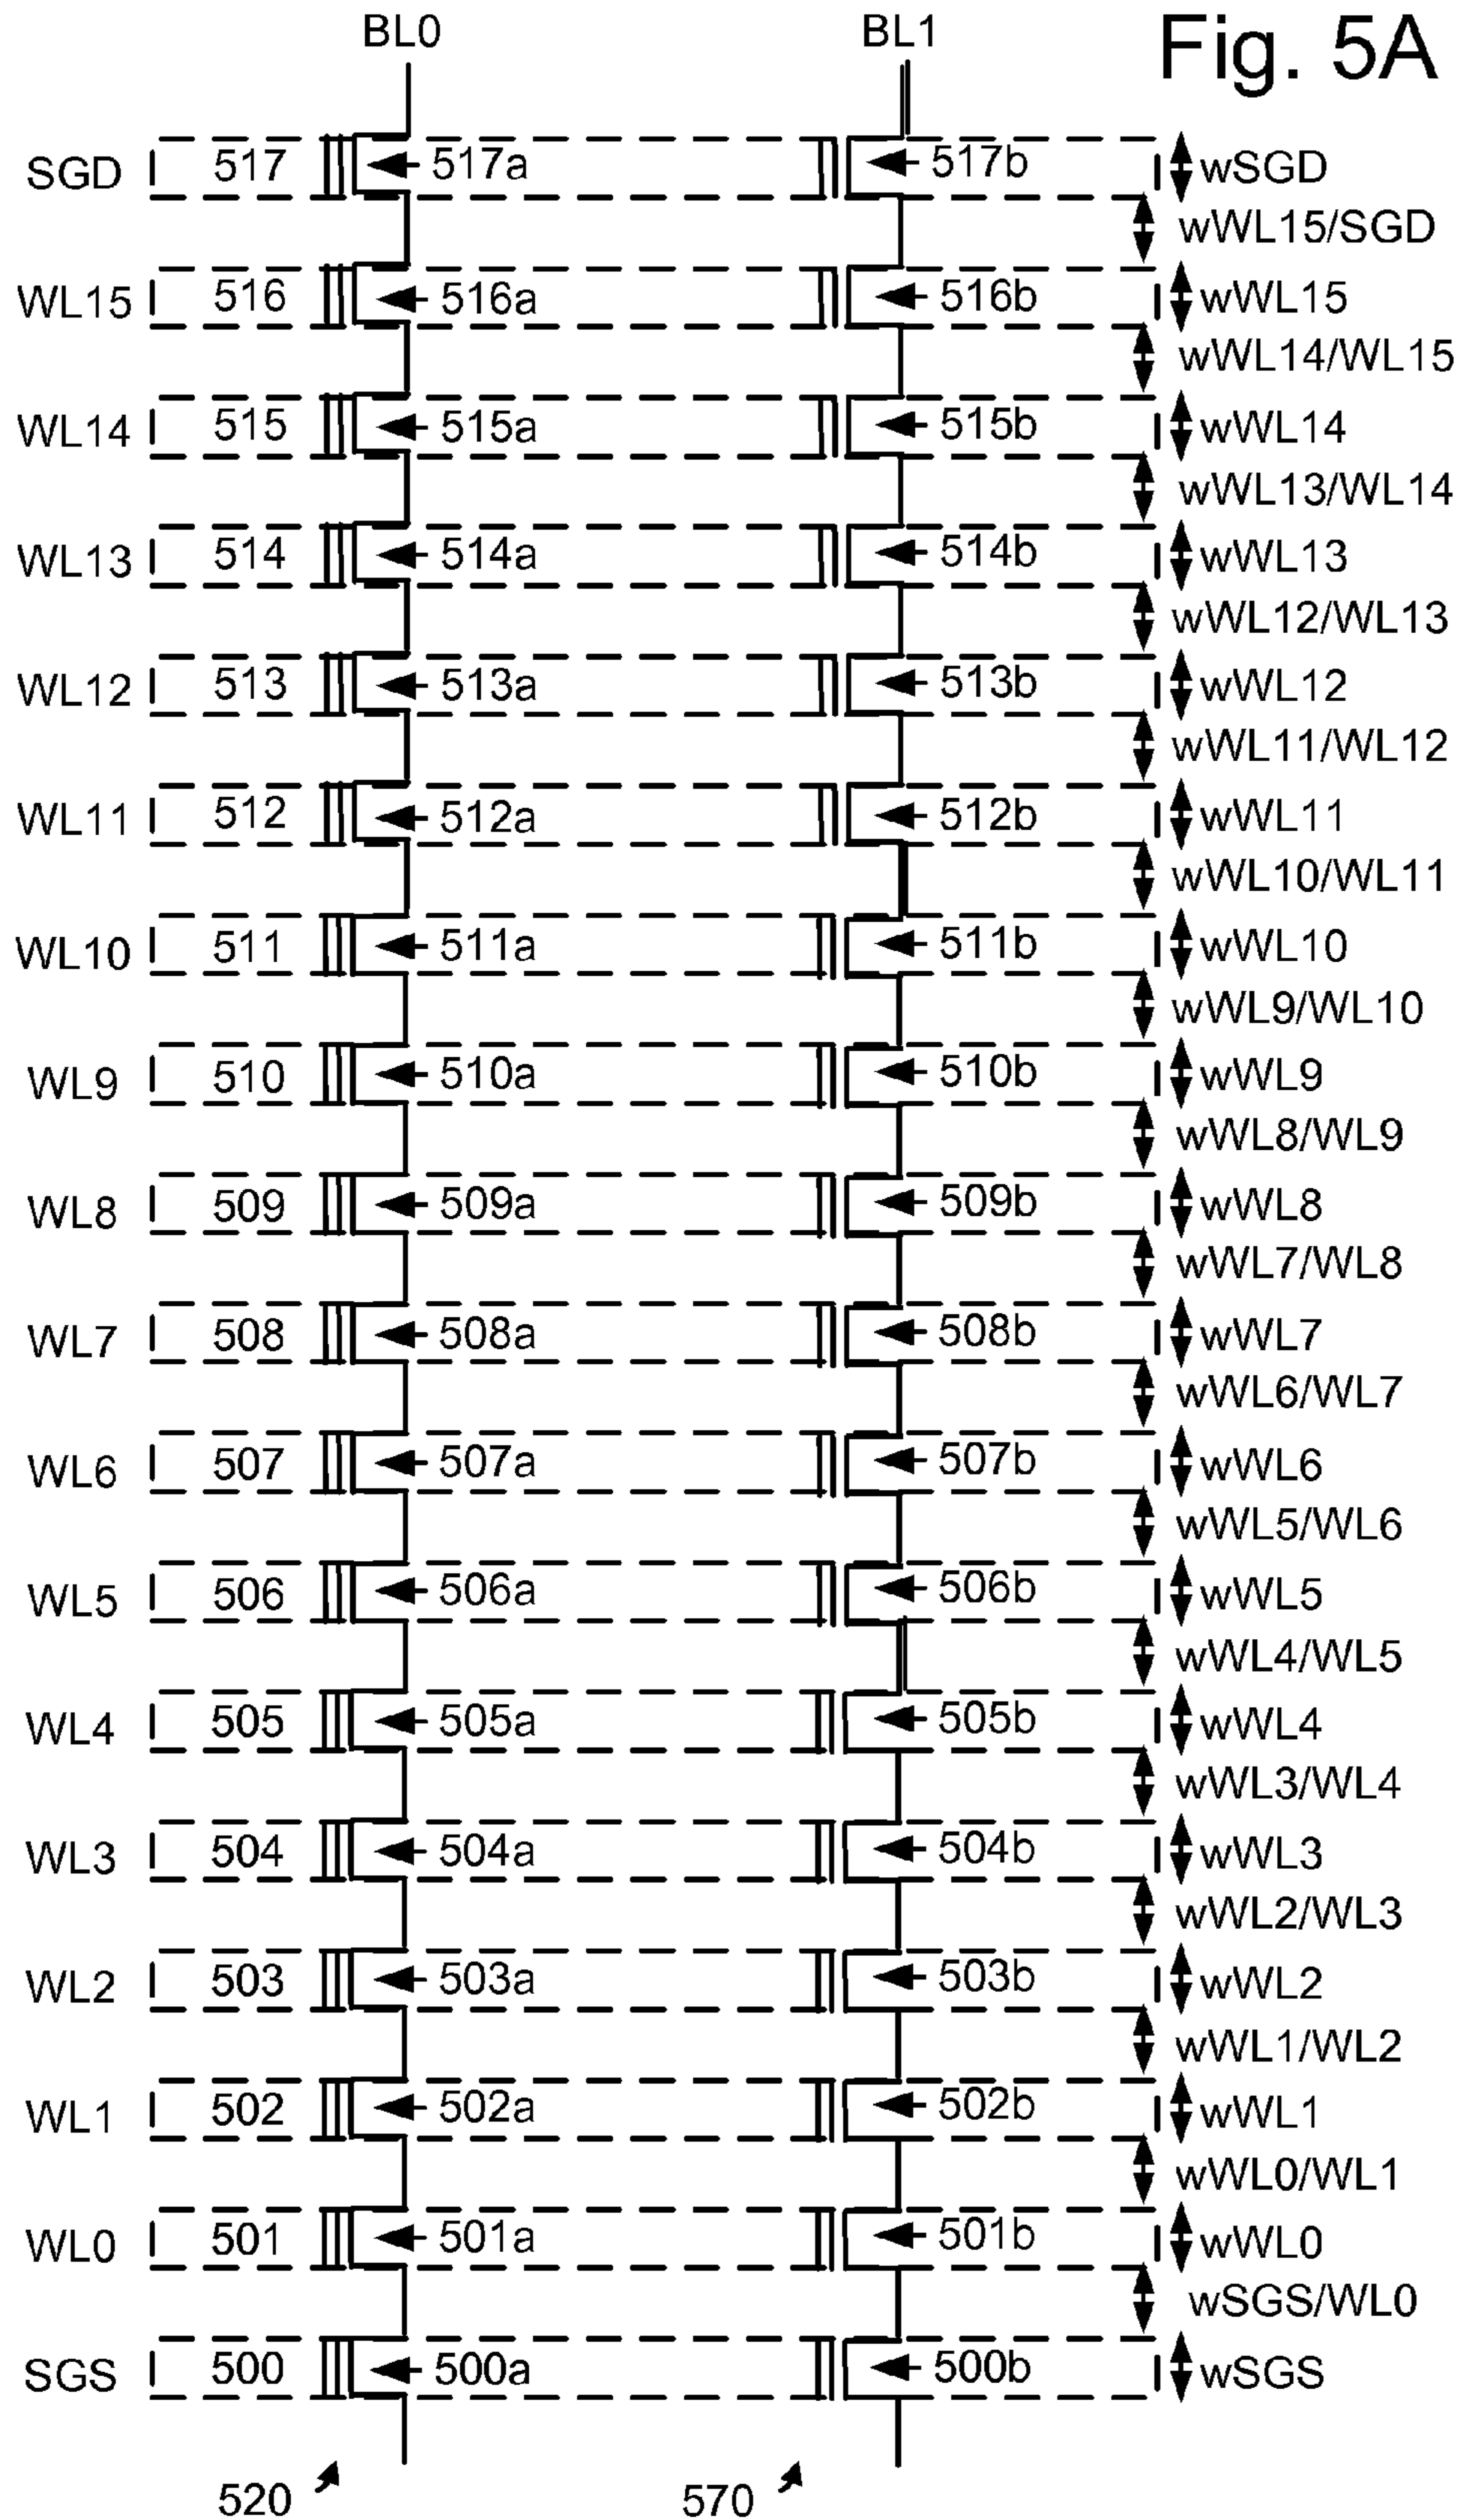 BL0 BL1 Fig. 5A
SGD 517 517a 517b wSGD
wWL15/SGD
WL15 516 516a 516b wWL15
wWL14/WL15
WL14 515 515a 515b wWL14
wWL13/WL14
WL13 514 514a 514b wWL13
wWL12/WL13
WL12 513 513a 513b wWL12
wWL11/WL12
WL11 512 512a 512b wWL11
wWL10/WL11
WL10 511 511a 511b wWL10
wWL9/WL10
WL9 510 510a 510b wWL9
wWL8/WL9
WL8 509 509a 509b wWL8
wWL7/WL8
WL7 508 508a 508b wWL7
wWL6/WL7
WL6 507 507a 507b wWL6
wWL5/WL6
WL5 506 506a 506b wWL5
wWL4/WL5
WL4 505 505a 505b wWL4
wWL3/WL4
WL3 504 504a 504b wWL3
wWL2/WL3
WL2 503 503a 503b wWL2
wWL1/WL2
WL1 502 502a 502b wWL1
wWL0/WL1
WL0 501 501a 501b wWL0
wSGS/WL0
SGS 500 500a 500b wSGS
520 570